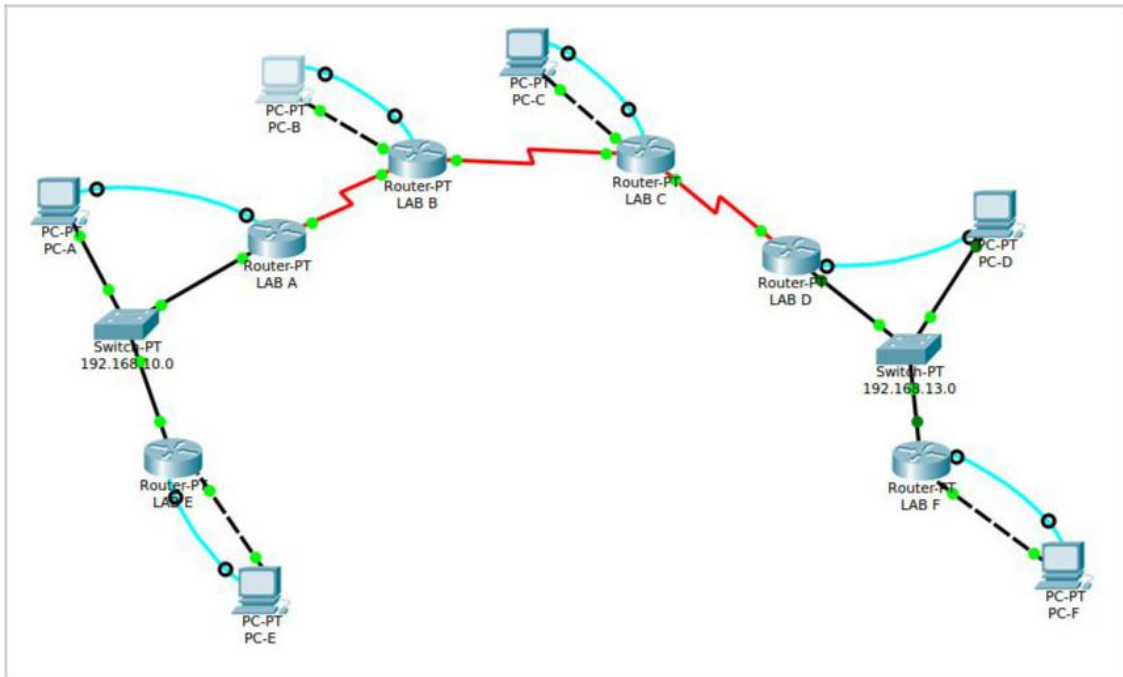 PC-PT
PC-C
PC-PT
PC-B
Router-PT
LAB B
Router-PT
LAB C
PC-PT
PC-A
Router-PT
LAB A
PC-PT
PC-D
Router-PT
LAB D
Switch-PT
192.168.10.0
Switch-PT
192.168.13.0
Router-PT
LAB E
Router-PT
LAB F
PC-PT
PC-E
PC-PT
PC-F